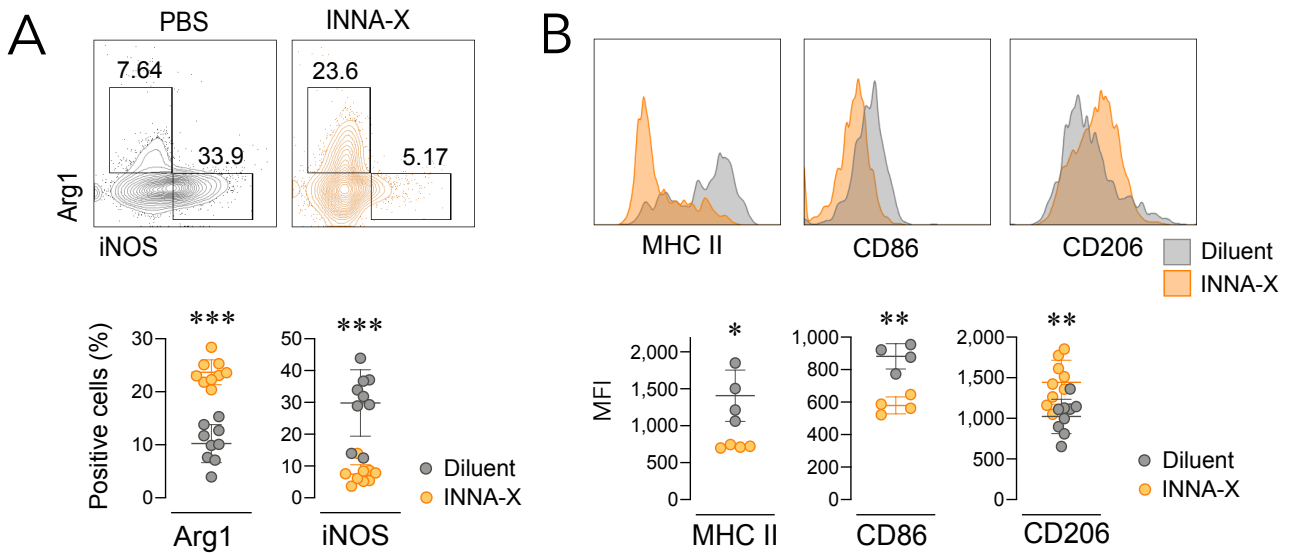 A
PBS
INNA-X
7.64
33.9
23.6
5.17
Arg1
iNOS
B
MHC II
CD86
CD206
Diluent
INNA-X
Positive cells (%)
***
30
20
10
0
Arg1
***
50
40
30
20
10
0
iNOS
Diluent
INNA-X
MFI
*
2,000
1,500
1,000
500
0
MHC II
**
1,000
800
600
400
200
0
CD86
**
2,000
1,500
1,000
500
0
CD206
Diluent
INNA-X